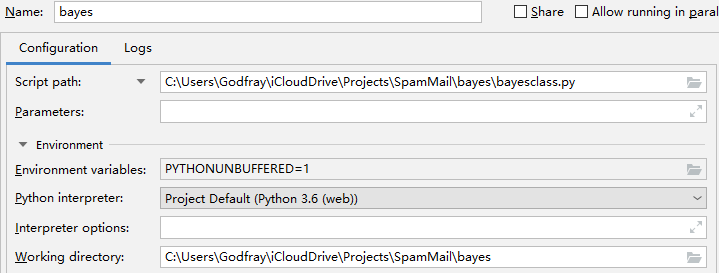 Name: bayes Share Allow running in paral
Configuration Logs
Script path: C:\Users\Godfray\iCloudDrive\Projects\SpamMail\bayes\bayesclass.py
Parameters:
Environment
Environment variables: PYTHONUNBUFFERED=1
Python interpreter: Project Default (Python 3.6 (web))
Interpreter options:
Working directory: C:\Users\Godfray\iCloudDrive\Projects\SpamMail\bayes